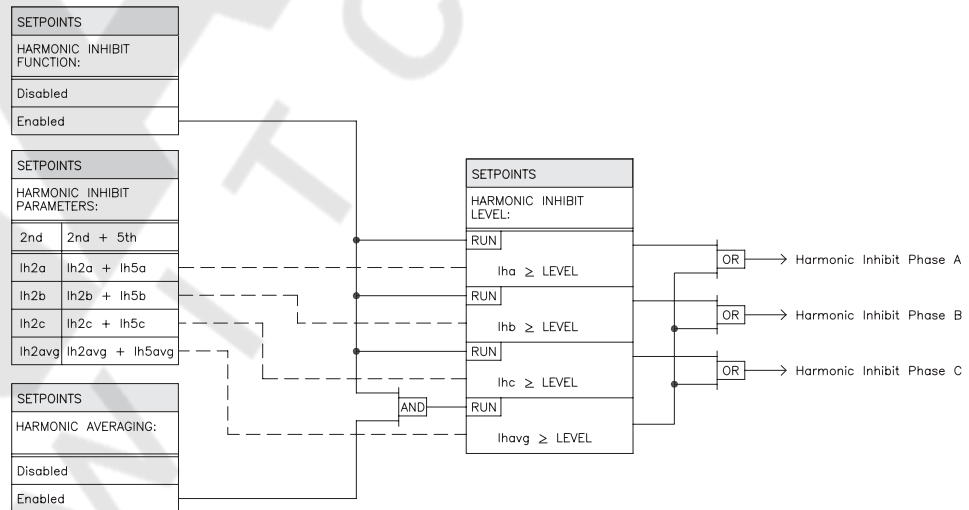 SETPOINTS
HARMONIC INHIBIT
FUNCTION:
Disabled
Enabled
SETPOINTS
HARMONIC INHIBIT
PARAMETERS:
2nd 2nd + 5th
Ih2a Ih2a + Ih5a
Ih2b Ih2b + Ih5b
Ih2c Ih2c + Ih5c
Ih2avg Ih2avg + Ih5avg
SETPOINTS
HARMONIC AVERAGING:
Disabled
Enabled
AND
SETPOINTS
HARMONIC INHIBIT
LEVEL:
RUN
Iha ≥ LEVEL
RUN
Ihb ≥ LEVEL
RUN
Ihc ≥ LEVEL
RUN
Ihavg ≥ LEVEL
OR Harmonic Inhibit Phase A
OR Harmonic Inhibit Phase B
OR Harmonic Inhibit Phase C